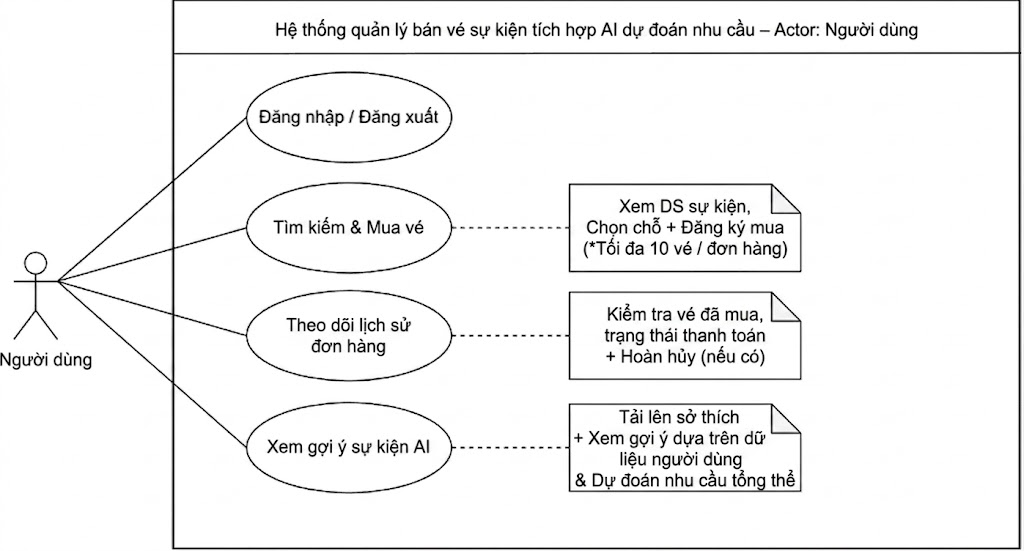 Hệ thống quản lý bán vé sự kiện tích hợp AI dự đoán nhu cầu – Actor: Người dùng
Đăng nhập / Đăng xuất
Tìm kiếm & Mua vé
Xem DS sự kiện,
Chọn chỗ + Đăng ký mua
(*Tối đa 10 vé / đơn hàng)
Người dùng
Theo dõi lịch sử
đơn hàng
Kiểm tra vé đã mua,
trạng thái thanh toán
+ Hoàn hủy (nếu có)
Xem gợi ý sự kiện AI
Tải lên sở thích
+ Xem gợi ý dựa trên dữ
liệu người dùng
& Dự đoán nhu cầu tổng thể